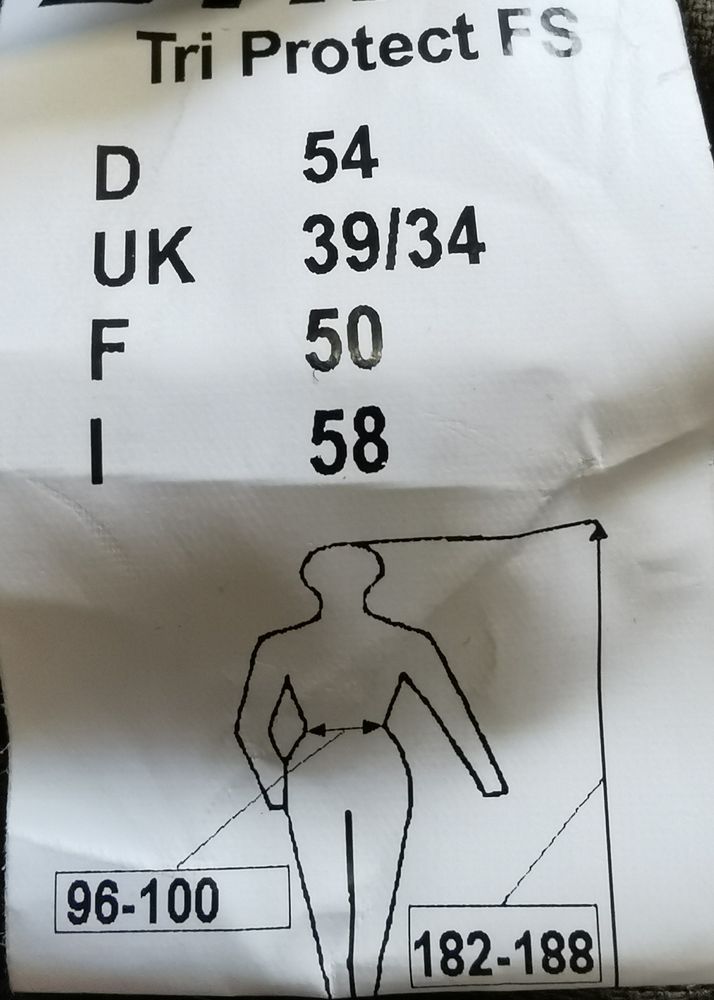 Tri Protect FS
D 54
UK 39/34
F 50
I 58
96-100
182-188